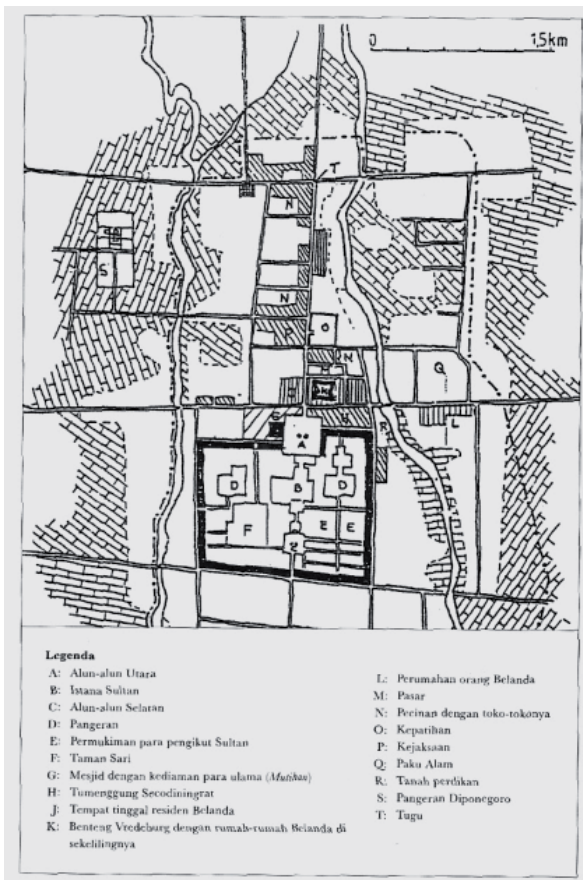 0 1,5km
T
N
S
N
P
O
N
Q
L
R
A
D
B
D
F
E
E
Legenda
A: Alun-alun Utara
B: Istana Sultan
C: Alun-alun Selatan
D: Pangeran
E: Permukiman para pengikut Sultan
F: Taman Sari
G: Mesjid dengan kediaman para ulama (Mutihan)
H: Tumenggung Secodiningrat
J: Tempat tinggal residen Belanda
K: Benteng Vredeburg dengan rumah-rumah Belanda di
sekelilingnya
L: Perumahan orang Belanda
M: Pasar
N: Pecinan dengan toko-tokonya
O: Kepatihan
P: Kejaksaan
Q: Paku Alam
R: Tanah perdikan
S: Pangeran Diponegoro
T: Tugu